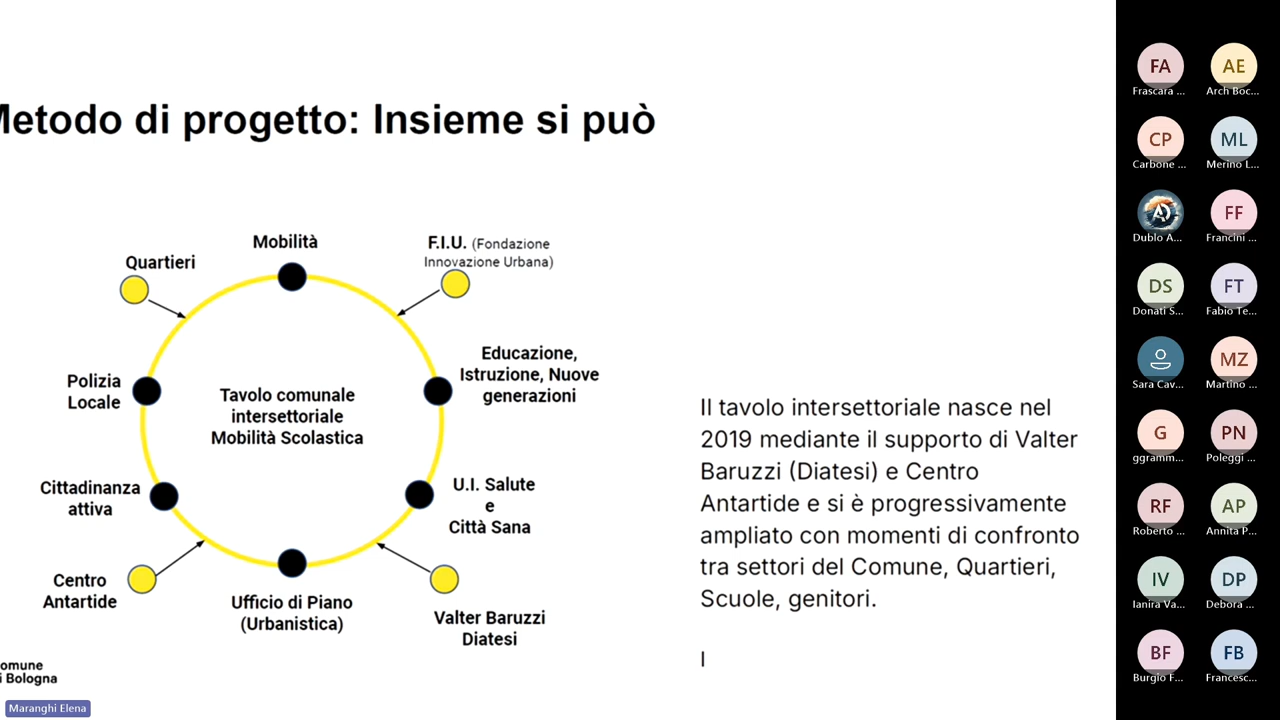 Metodo di progetto: Insieme si può
Mobilità
F.I.U. (Fondazione
Innovazione Urbana)
Quartieri
Educazione,
Istruzione, Nuove
generazioni
Polizia
Locale
Tavolo comunale
intersettoriale
Mobilità Scolastica
Cittadinanza
attiva
U.I. Salute
e
Città Sana
Centro
Antartide
Ufficio di Piano
(Urbanistica)
Valter Baruzzi
Diatesi
Il tavolo intersettoriale nasce nel
2019 mediante il supporto di Valter
Baruzzi (Diatesi) e Centro
Antartide e si è progressivamente
ampliato con momenti di confronto
tra settori del Comune, Quartieri,
Scuole, genitori.
I
omune
i Bologna
Maranghi Elena
FA
Frascara ...
AE
Arch Boc...
CP
Carbone ...
ML
Merino L...
AD
Dublo A...
FF
Francini ...
DS
Donati S...
FT
Fabio Te...
Sara Cav...
MZ
Martino ...
G
ggramm...
PN
Poleggi ...
RF
Roberto ...
AP
Annita P...
IV
Ianira Va...
DP
Debora ...
BF
Burgio F...
FB
Francesc...